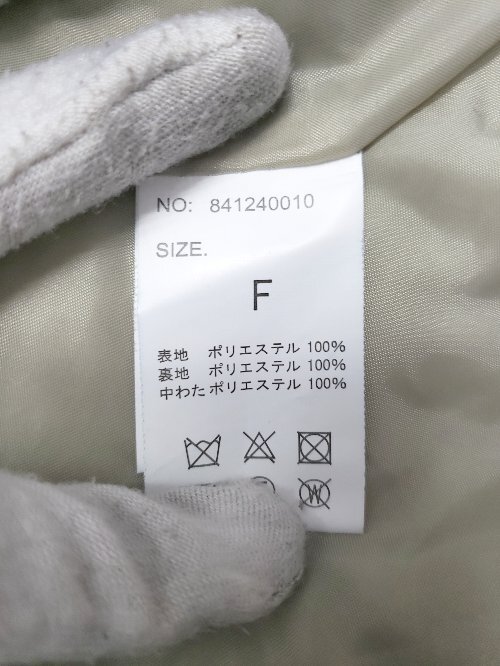 NO: 841240010
SIZE.
F
表地 ポリエステル 100%
裏地 ポリエステル 100%
中わた ポリエステル 100%
W